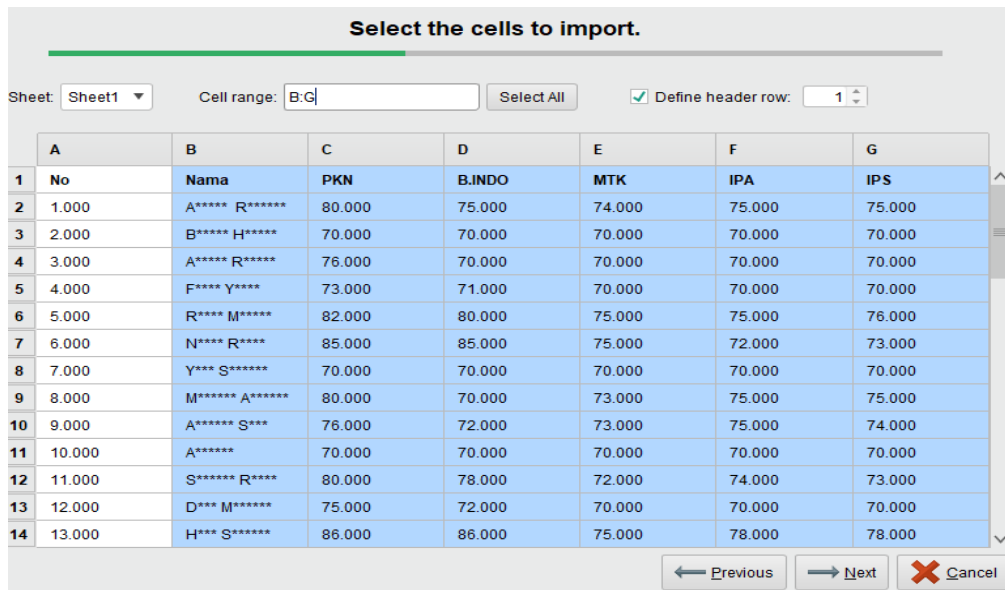 Select the cells to import.
Sheet: Sheet1 Cell range: B:G Select All Define header row: 1
A B C D E F G
1 No Nama PKN B.INDO MTK IPA IPS
2 1.000 A***** R****** 80.000 75.000 74.000 75.000 75.000
3 2.000 B***** H***** 70.000 70.000 70.000 70.000 70.000
4 3.000 A***** R***** 76.000 70.000 70.000 70.000 70.000
5 4.000 F**** Y**** 73.000 71.000 70.000 70.000 70.000
6 5.000 R**** M***** 82.000 80.000 75.000 75.000 76.000
7 6.000 N**** R**** 85.000 85.000 75.000 72.000 73.000
8 7.000 Y*** S****** 70.000 70.000 70.000 70.000 70.000
9 8.000 M****** A****** 80.000 70.000 73.000 75.000 75.000
10 9.000 A****** S*** 76.000 72.000 73.000 75.000 74.000
11 10.000 A****** 70.000 70.000 70.000 70.000 70.000
12 11.000 S****** R**** 80.000 78.000 72.000 74.000 73.000
13 12.000 D*** M****** 75.000 72.000 70.000 70.000 70.000
14 13.000 H*** S****** 86.000 86.000 75.000 78.000 78.000
Previous Next Cancel